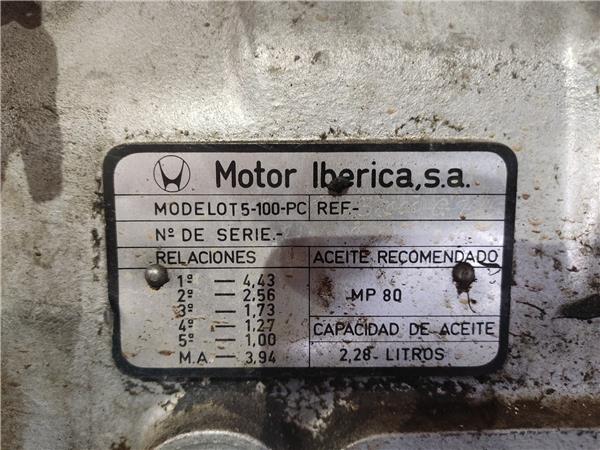 Motor Iberica, s.a.
MODELO T5-100-PC REF.-
Nº DE SERIE.-
RELACIONES ACEITE RECOMENDADO
1ª — 4,43
2ª — 2.56
3ª — 1,73
4ª — 1.27
5ª — 1,00
M.A. — 3,94
MP 80
CAPACIDAD DE ACEITE
2,28 LITROS